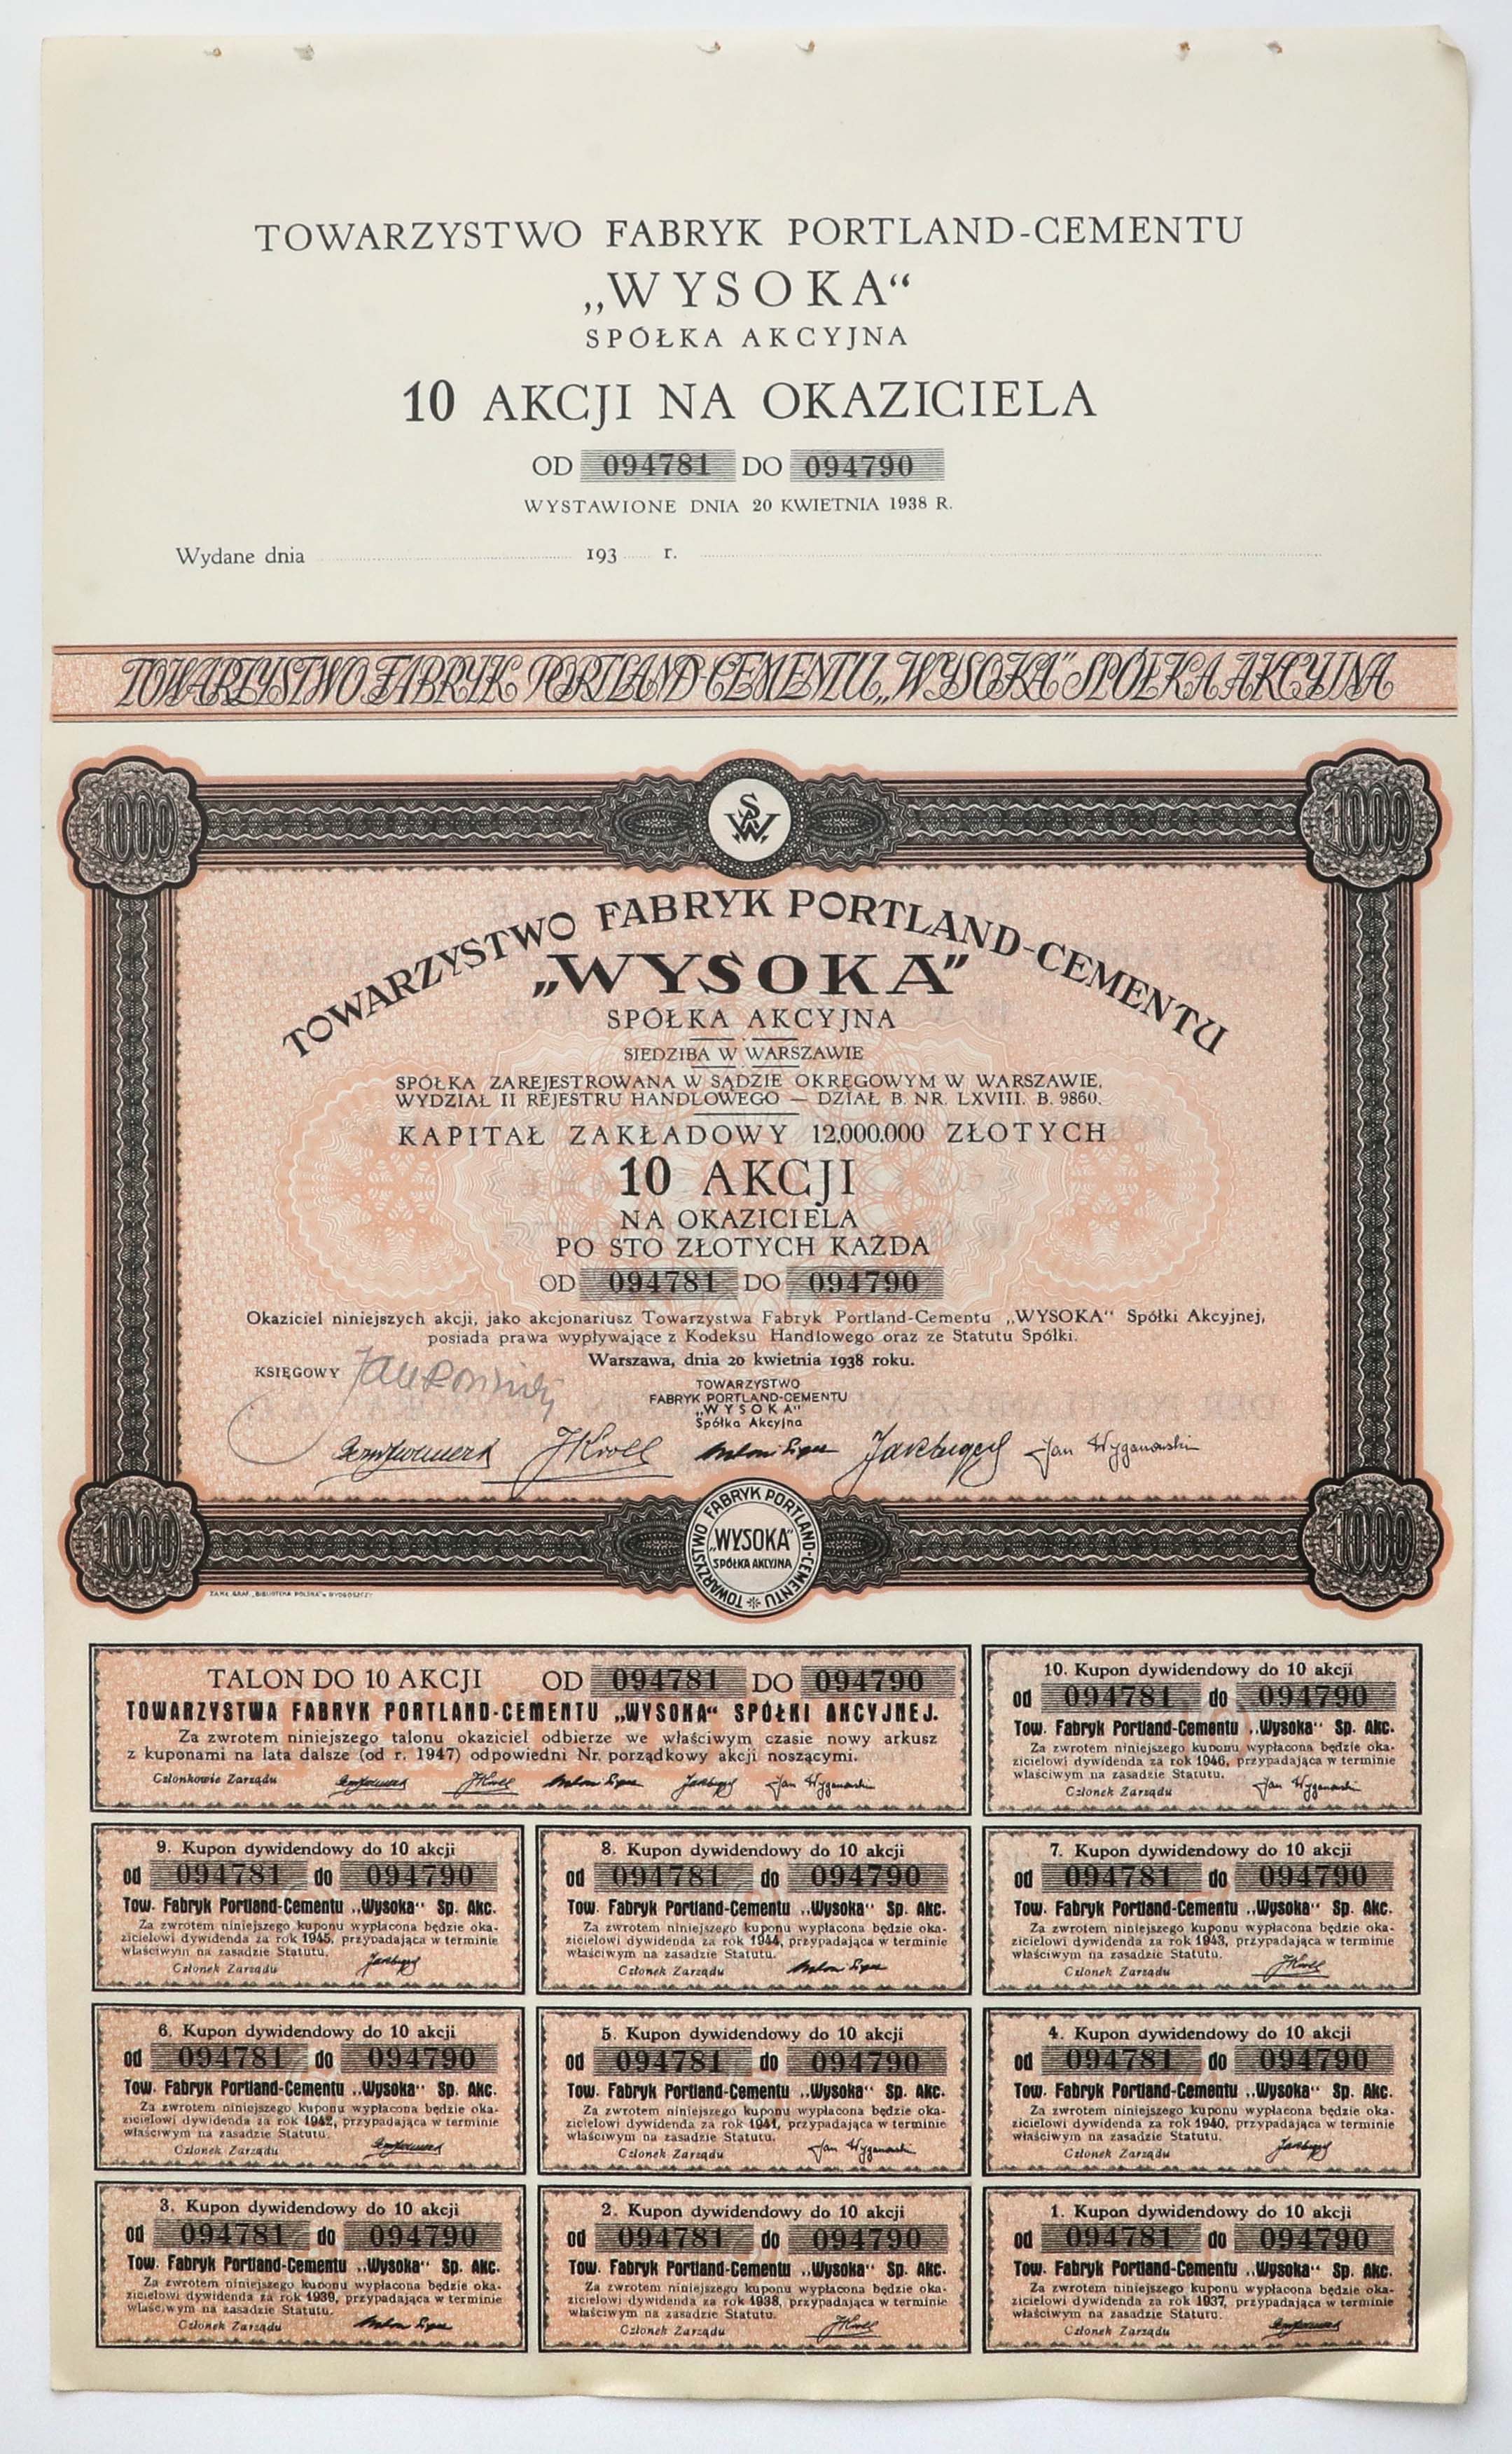 TOWARZYSTWO FABRYK PORTLAND-CEMENTU
„WYSOKA“
SPÓŁKA AKCYJNA
10 AKCJI NA OKAZICIELA
OD 094781 DO 094790
WYSTAWIONE DNIA 20 KWIETNIA 1938 R.
Wydane dnia 193 r.
TOWARZYSTWO FABRYK PORTLAND-CEMENTU „WYSOKA" SPÓŁKA AKCYJNA
1000 1000
SW
TOWARZYSTWO FABRYK PORTLAND-CEMENTU
„WYSOKA"
SPÓŁKA AKCYJNA
SIEDZIBA W WARSZAWIE
SPÓŁKA ZAREJESTROWANA W SĄDZIE OKRĘGOWYM W WARSZAWIE,
WYDZIAŁ II REJESTRU HANDLOWEGO — DZIAŁ B. NR. LXVIII. B. 9860.
KAPITAŁ ZAKŁADOWY 12.000.000 ZŁOTYCH
10 AKCJI
NA OKAZICIELA
PO STO ZŁOTYCH KAŻDA
OD 094781 DO 094790
Okaziciel niniejszych akcji, jako akcjonariusz Towarzystwa Fabryk Portland-Cementu „WYSOKA“ Spółki Akcyjnej,
posiada prawa wypływające z Kodeksu Handlowego oraz ze Statutu Spółki.
Warszawa, dnia 20 kwietnia 1938 roku.
KSIĘGOWY
TOWARZYSTWO
FABRYK PORTLAND-CEMENTU
„WYSOKA"
Spółka Akcyjna
JKroll Jan Wyganowski
1000 1000
TOWARZYSTWO FABRYK PORTLAND-CEMENTU
„WYSOKA"
SPÓŁKA AKCYJNA
ZAKŁ. GRAF. „BIBLIOTEKA POLSKA" w BYDGOSZCZY
TALON DO 10 AKCJI OD 094781 DO 094790
TOWARZYSTWA FABRYK PORTLAND-CEMENTU „WYSOKA“ SPÓŁKI AKCYJNEJ.
Za zwrotem niniejszego talonu okaziciel odbierze we właściwym czasie nowy arkusz
z kuponami na lata dalsze (od r. 1947) odpowiedni Nr. porządkowy akcji noszącymi.
Członkowie Zarządu JKroll Jan Wyganowski
10. Kupon dywidendowy do 10 akcji
od 094781 do 094790
Tow. Fabryk Portland-Cementu „Wysoka“ Sp. Akc.
Za zwrotem niniejszego kuponu wypłacona będzie oka-
zicielowi dywidenda za rok 1946, przypadająca w terminie
właściwym na zasadzie Statutu.
Członek Zarządu Jan Wyganowski
9. Kupon dywidendowy do 10 akcji
od 094781 do 094790
Tow. Fabryk Portland-Cementu „Wysoka“ Sp. Akc.
Za zwrotem niniejszego kuponu wypłacona będzie oka-
zicielowi dywidenda za rok 1945, przypadająca w terminie
właściwym na zasadzie Statutu.
Członek Zarządu
8. Kupon dywidendowy do 10 akcji
od 094781 do 094790
Tow. Fabryk Portland-Cementu „Wysoka“ Sp. Akc.
Za zwrotem niniejszego kuponu wypłacona będzie oka-
zicielowi dywidenda za rok 1944, przypadająca w terminie
właściwym na zasadzie Statutu.
Członek Zarządu
7. Kupon dywidendowy do 10 akcji
od 094781 do 094790
Tow. Fabryk Portland-Cementu „Wysoka“ Sp. Akc.
Za zwrotem niniejszego kuponu wypłacona będzie oka-
zicielowi dywidenda za rok 1943, przypadająca w terminie
właściwym na zasadzie Statutu.
Członek Zarządu JKroll
6. Kupon dywidendowy do 10 akcji
od 094781 do 094790
Tow. Fabryk Portland-Cementu „Wysoka“ Sp. Akc.
Za zwrotem niniejszego kuponu wypłacona będzie oka-
zicielowi dywidenda za rok 1942, przypadająca w terminie
właściwym na zasadzie Statutu.
Członek Zarządu
5. Kupon dywidendowy do 10 akcji
od 094781 do 094790
Tow. Fabryk Portland-Cementu „Wysoka“ Sp. Akc.
Za zwrotem niniejszego kuponu wypłacona będzie oka-
zicielowi dywidenda za rok 1941, przypadająca w terminie
właściwym na zasadzie Statutu.
Członek Zarządu Jan Wyganowski
4. Kupon dywidendowy do 10 akcji
od 094781 do 094790
Tow. Fabryk Portland-Cementu „Wysoka“ Sp. Akc.
Za zwrotem niniejszego kuponu wypłacona będzie oka-
zicielowi dywidenda za rok 1940, przypadająca w terminie
właściwym na zasadzie Statutu.
Członek Zarządu
3. Kupon dywidendowy do 10 akcji
od 094781 do 094790
Tow. Fabryk Portland-Cementu „Wysoka“ Sp. Akc.
Za zwrotem niniejszego kuponu wypłacona będzie oka-
zicielowi dywidenda za rok 1939, przypadająca w terminie
właściwym na zasadzie Statutu.
Członek Zarządu
2. Kupon dywidendowy do 10 akcji
od 094781 do 094790
Tow. Fabryk Portland-Cementu „Wysoka“ Sp. Akc.
Za zwrotem niniejszego kuponu wypłacona będzie oka-
zicielowi dywidenda za rok 1938, przypadająca w terminie
właściwym na zasadzie Statutu.
Członek Zarządu JKroll
1. Kupon dywidendowy do 10 akcji
od 094781 do 094790
Tow. Fabryk Portland-Cementu „Wysoka“ Sp. Akc.
Za zwrotem niniejszego kuponu wypłacona będzie oka-
zicielowi dywidenda za rok 1937, przypadająca w terminie
właściwym na zasadzie Statutu.
Członek Zarządu